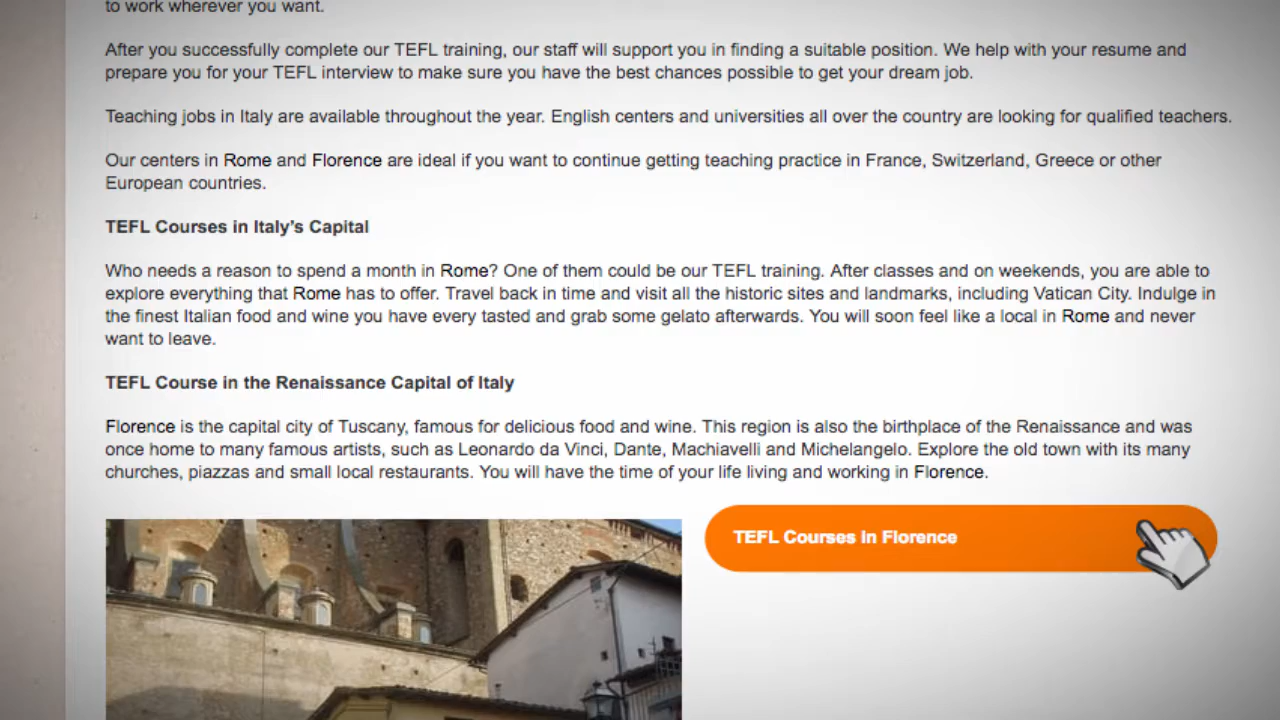 to work wherever you want.
After you successfully complete our TEFL training, our staff will support you in finding a suitable position. We help with your resume and
prepare you for your TEFL interview to make sure you have the best chances possible to get your dream job.
Teaching jobs in Italy are available throughout the year. English centers and universities all over the country are looking for qualified teachers.
Our centers in Rome and Florence are ideal if you want to continue getting teaching practice in France, Switzerland, Greece or other
European countries.
TEFL Courses in Italy's Capital
Who needs a reason to spend a month in Rome? One of them could be our TEFL training. After classes and on weekends, you are able to
explore everything that Rome has to offer. Travel back in time and visit all the historic sites and landmarks, including Vatican City. Indulge in
the finest Italian food and wine you have every tasted and grab some gelato afterwards. You will soon feel like a local in Rome and never
want to leave.
TEFL Course in the Renaissance Capital of Italy
Florence is the capital city of Tuscany, famous for delicious food and wine. This region is also the birthplace of the Renaissance and was
once home to many famous artists, such as Leonardo da Vinci, Dante, Machiavelli and Michelangelo. Explore the old town with its many
churches, piazzas and small local restaurants. You will have the time of your life living and working in Florence.
TEFL Courses In Florence